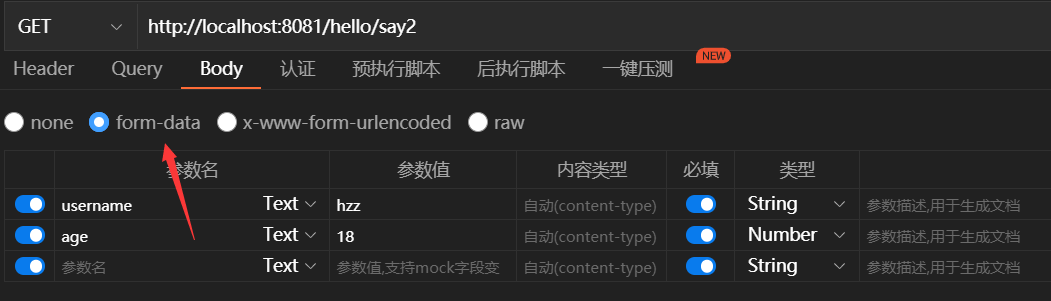 GET http://localhost:8081/hello/say2
NEW
Header Query Body 认证 预执行脚本 后执行脚本 一键压测
none form-data x-www-form-urlencoded raw
参数名 参数值 内容类型 必填 类型
username Text hzz 自动(content-type) String 参数描述,用于生成文档
age Text 18 自动(content-type) Number 参数描述,用于生成文档
参数名 Text 参数值,支持mock字段变 自动(content-type) String 参数描述,用于生成文档